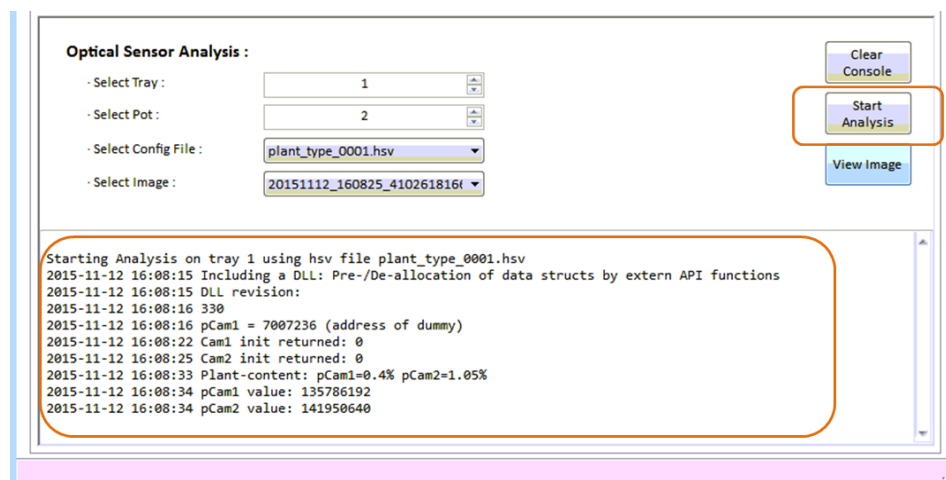 Optical Sensor Analysis :
· Select Tray :
1
· Select Pot :
2
· Select Config File :
plant_type_0001.hsv
· Select Image :
20151112_160825_4102618166
Clear
Console
Start
Analysis
View Image
Starting Analysis on tray 1 using hsv file plant_type_0001.hsv
2015-11-12 16:08:15 Including a DLL: Pre-/De-allocation of data structs by extern API functions
2015-11-12 16:08:15 DLL revision:
2015-11-12 16:08:16 330
2015-11-12 16:08:16 pCam1 = 7007236 (address of dummy)
2015-11-12 16:08:22 Cam1 init returned: 0
2015-11-12 16:08:25 Cam2 init returned: 0
2015-11-12 16:08:33 Plant-content: pCam1=0.4% pCam2=1.05%
2015-11-12 16:08:34 pCam1 value: 135786192
2015-11-12 16:08:34 pCam2 value: 141950640